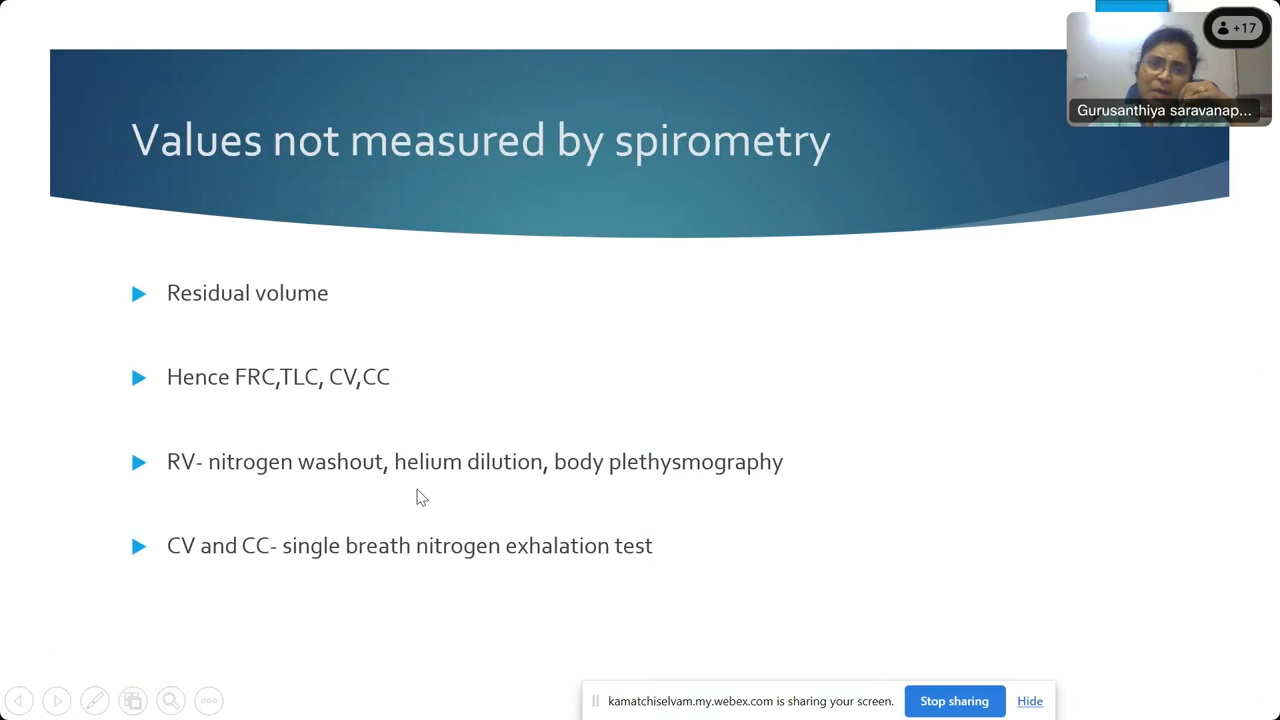 +17
Gurusanthiya saravanap...
Values not measured by spirometry
Residual volume
Hence FRC,TLC, CV,CC
RV- nitrogen washout, helium dilution, body plethysmography
CV and CC- single breath nitrogen exhalation test
kamatchiselvam.my.webex.com is sharing your screen.
Stop sharing
Hide